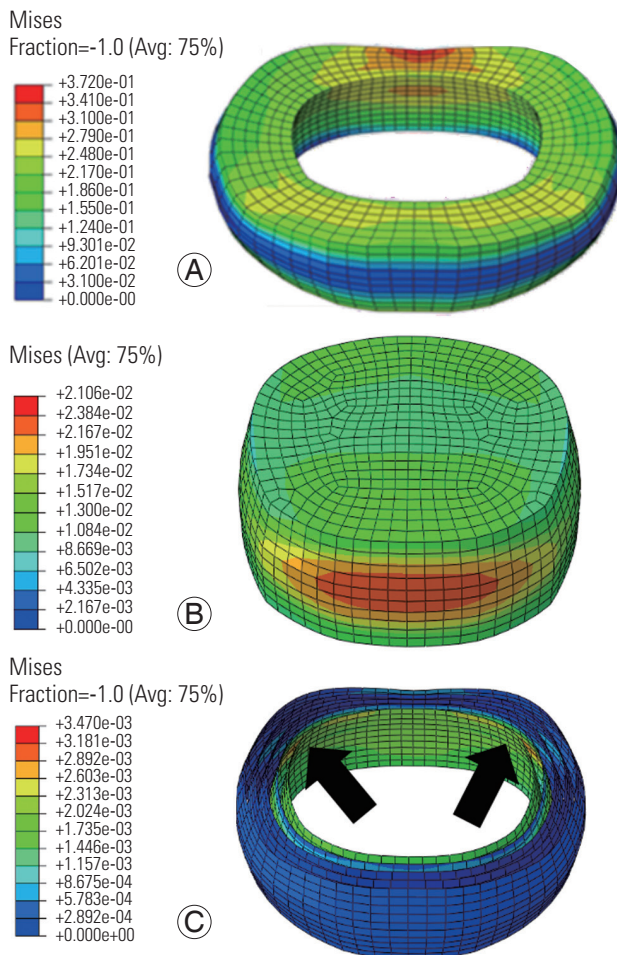 Mises
Fraction=-1.0 (Avg: 75%)
+3.720e-01
+3.410e-01
+3.100e-01
+2.790e-01
+2.480e-01
+2.170e-01
+1.860e-01
+1.550e-01
+1.240e-01
+9.301e-02
+6.201e-02
+3.100e-02
+0.000e-00
A
Mises (Avg: 75%)
+2.106e-02
+2.384e-02
+2.167e-02
+1.951e-02
+1.734e-02
+1.517e-02
+1.300e-02
+1.084e-02
+8.669e-03
+6.502e-03
+4.335e-03
+2.167e-03
+0.000e-00
B
Mises
Fraction=-1.0 (Avg: 75%)
+3.470e-03
+3.181e-03
+2.892e-03
+2.603e-03
+2.313e-03
+2.024e-03
+1.735e-03
+1.446e-03
+1.157e-03
+8.675e-04
+5.783e-04
+2.892e-04
+0.000e+00
C